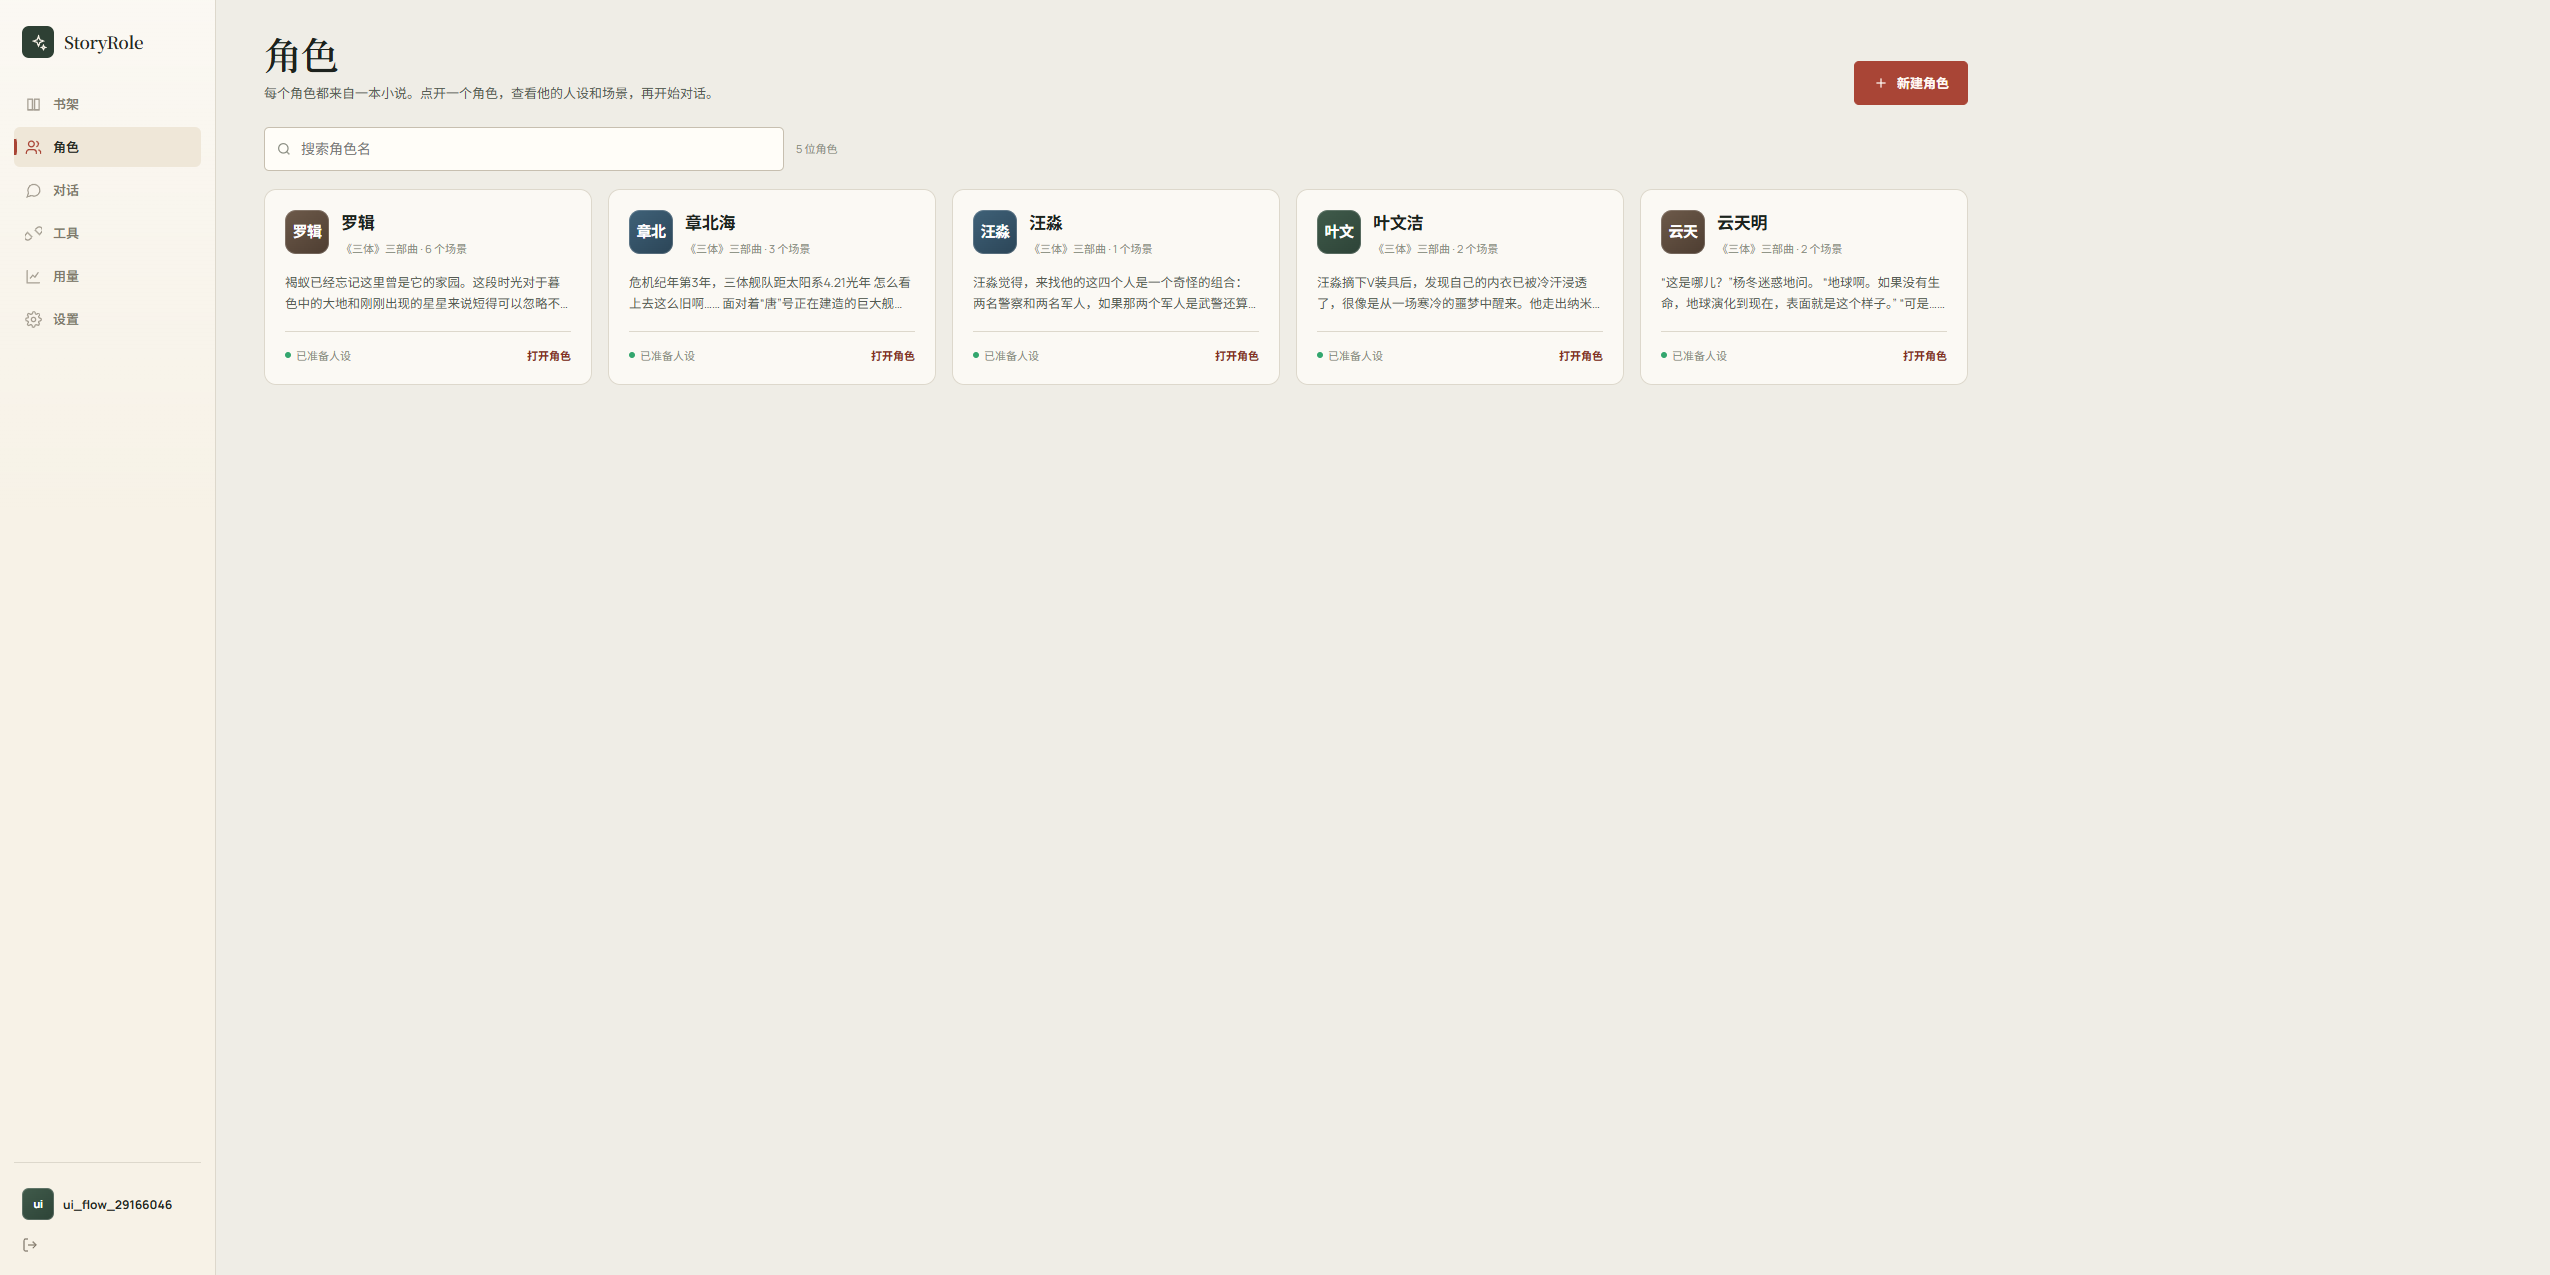 StoryRole
书架
角色
对话
工具
用量
设置
ui
ui_flow_29166046
角色
每个角色都来自一本小说。点开一个角色，查看他的人设和场景，再开始对话。
新建角色
搜索角色名
5 位角色
罗辑
罗辑
《三体》三部曲 · 6 个场景
褐蚁已经忘记这里曾是它的家园。这段时光对于暮
色中的大地和刚刚出现的星星来说短得可以忽略不...
已准备人设
打开角色
章北
章北海
《三体》三部曲 · 3 个场景
危机纪年第3年，三体舰队距太阳系4.21光年 怎么看
上去这么旧啊…… 面对着“唐”号正在建造的巨大舰...
已准备人设
打开角色
汪淼
汪淼
《三体》三部曲 · 1 个场景
汪淼觉得，来找他的这四个人是一个奇怪的组合：
两名警察和两名军人，如果那两个军人是武警还算...
已准备人设
打开角色
叶文
叶文洁
《三体》三部曲 · 2 个场景
汪淼摘下V装具后，发现自己的内衣已被冷汗浸透
了，很像是从一场寒冷的噩梦中醒来。他走出纳米...
已准备人设
打开角色
云天
云天明
《三体》三部曲 · 2 个场景
“这是哪儿？”杨冬迷惑地问。 “地球啊。如果没有生
命，地球演化到现在，表面就是这个样子。” “可是……
已准备人设
打开角色